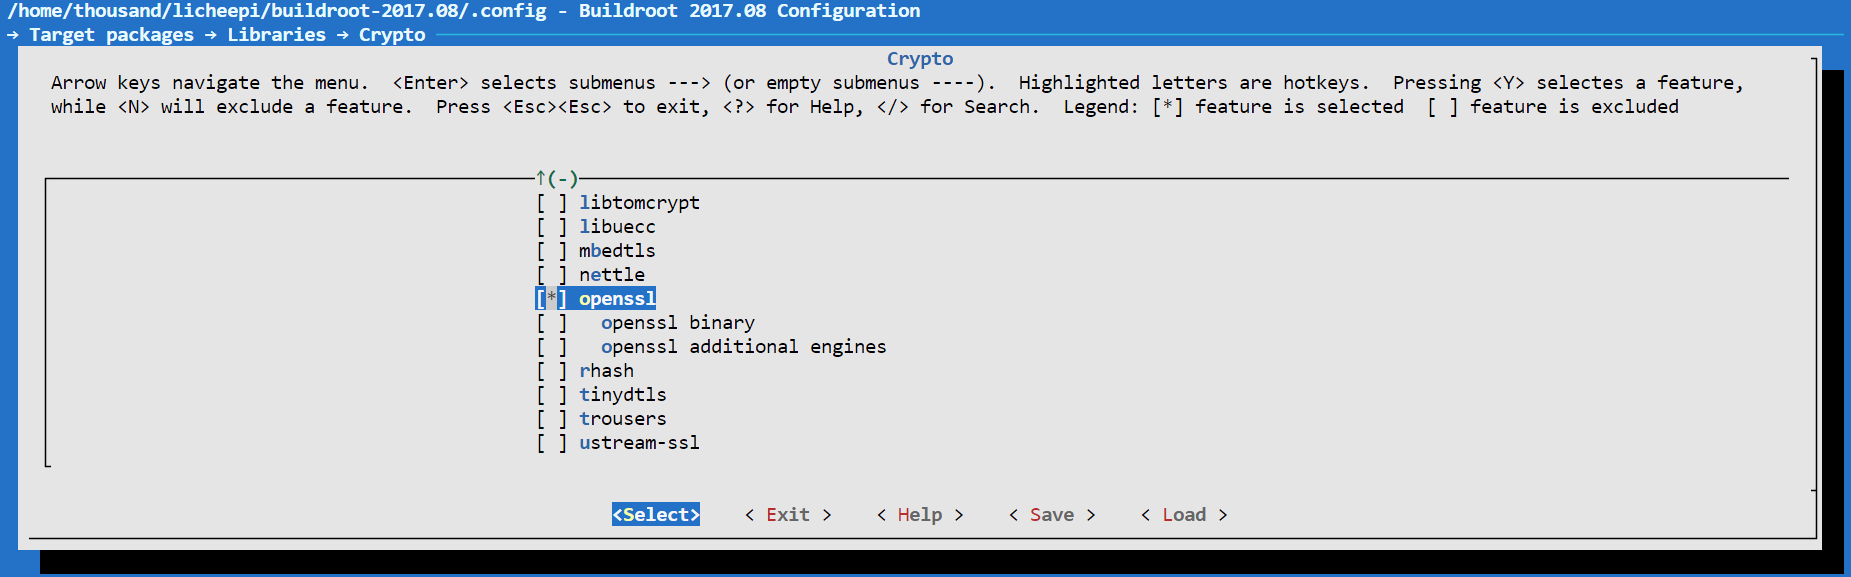 /home/thousand/licheepi/buildroot-2017.08/.config - Buildroot 2017.08 Configuration
→ Target packages → Libraries → Crypto
Crypto
Arrow keys navigate the menu.  <Enter> selects submenus ---> (or empty submenus ----).  Highlighted letters are hotkeys.  Pressing <Y> selectes a feature,
while <N> will exclude a feature.  Press <Esc><Esc> to exit, <?> for Help, </> for Search.  Legend: [*] feature is selected  [ ] feature is excluded
↑(-)
[ ] libtomcrypt
[ ] libuecc
[ ] mbedtls
[ ] nettle
[*] openssl
[ ]   openssl binary
[ ]   openssl additional engines
[ ] rhash
[ ] tinydtls
[ ] trousers
[ ] ustream-ssl
<Select>    < Exit >    < Help >    < Save >    < Load >